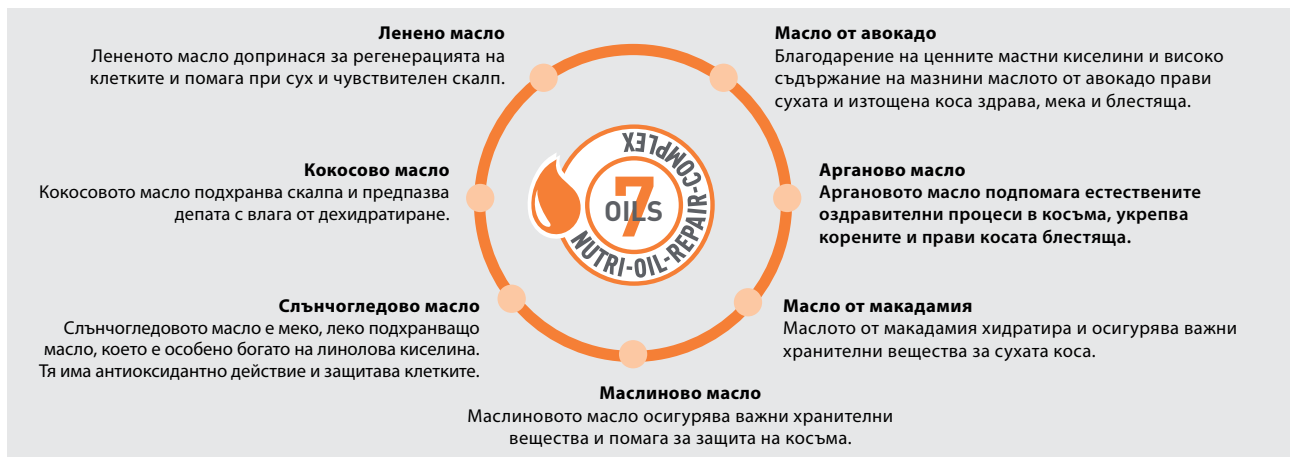 Ленено масло
Лененото масло допринася за регенерацията на
клетките и помага при сух и чувствителен скалп.
Масло от авокадо
Благодарение на ценните мастни киселини и високо
съдържание на мазнини маслото от авокадо прави
сухата и изтощена коса здрава, мека и блестяща.
Кокосово масло
Кокосовото масло подхранва скалпа и предпазва
депата с влага от дехидратиране.
7
OILS
NUTRI-OIL-REPAIR-COMPLEX
Арганово масло
Аргановото масло подпомага естествените
оздравителни процеси в косъма, укрепва
корените и прави косата блестяща.
Слънчогледово масло
Слънчогледовото масло е меко, леко подхранващо
масло, което е особено богато на линолова киселина.
Тя има антиоксидантно действие и защитава клетките.
Масло от макадамия
Маслото от макадамия хидратира и осигурява важни
хранителни вещества за сухата коса.
Маслиново масло
Маслиновото масло осигурява важни хранителни
вещества и помага за защита на косъма.